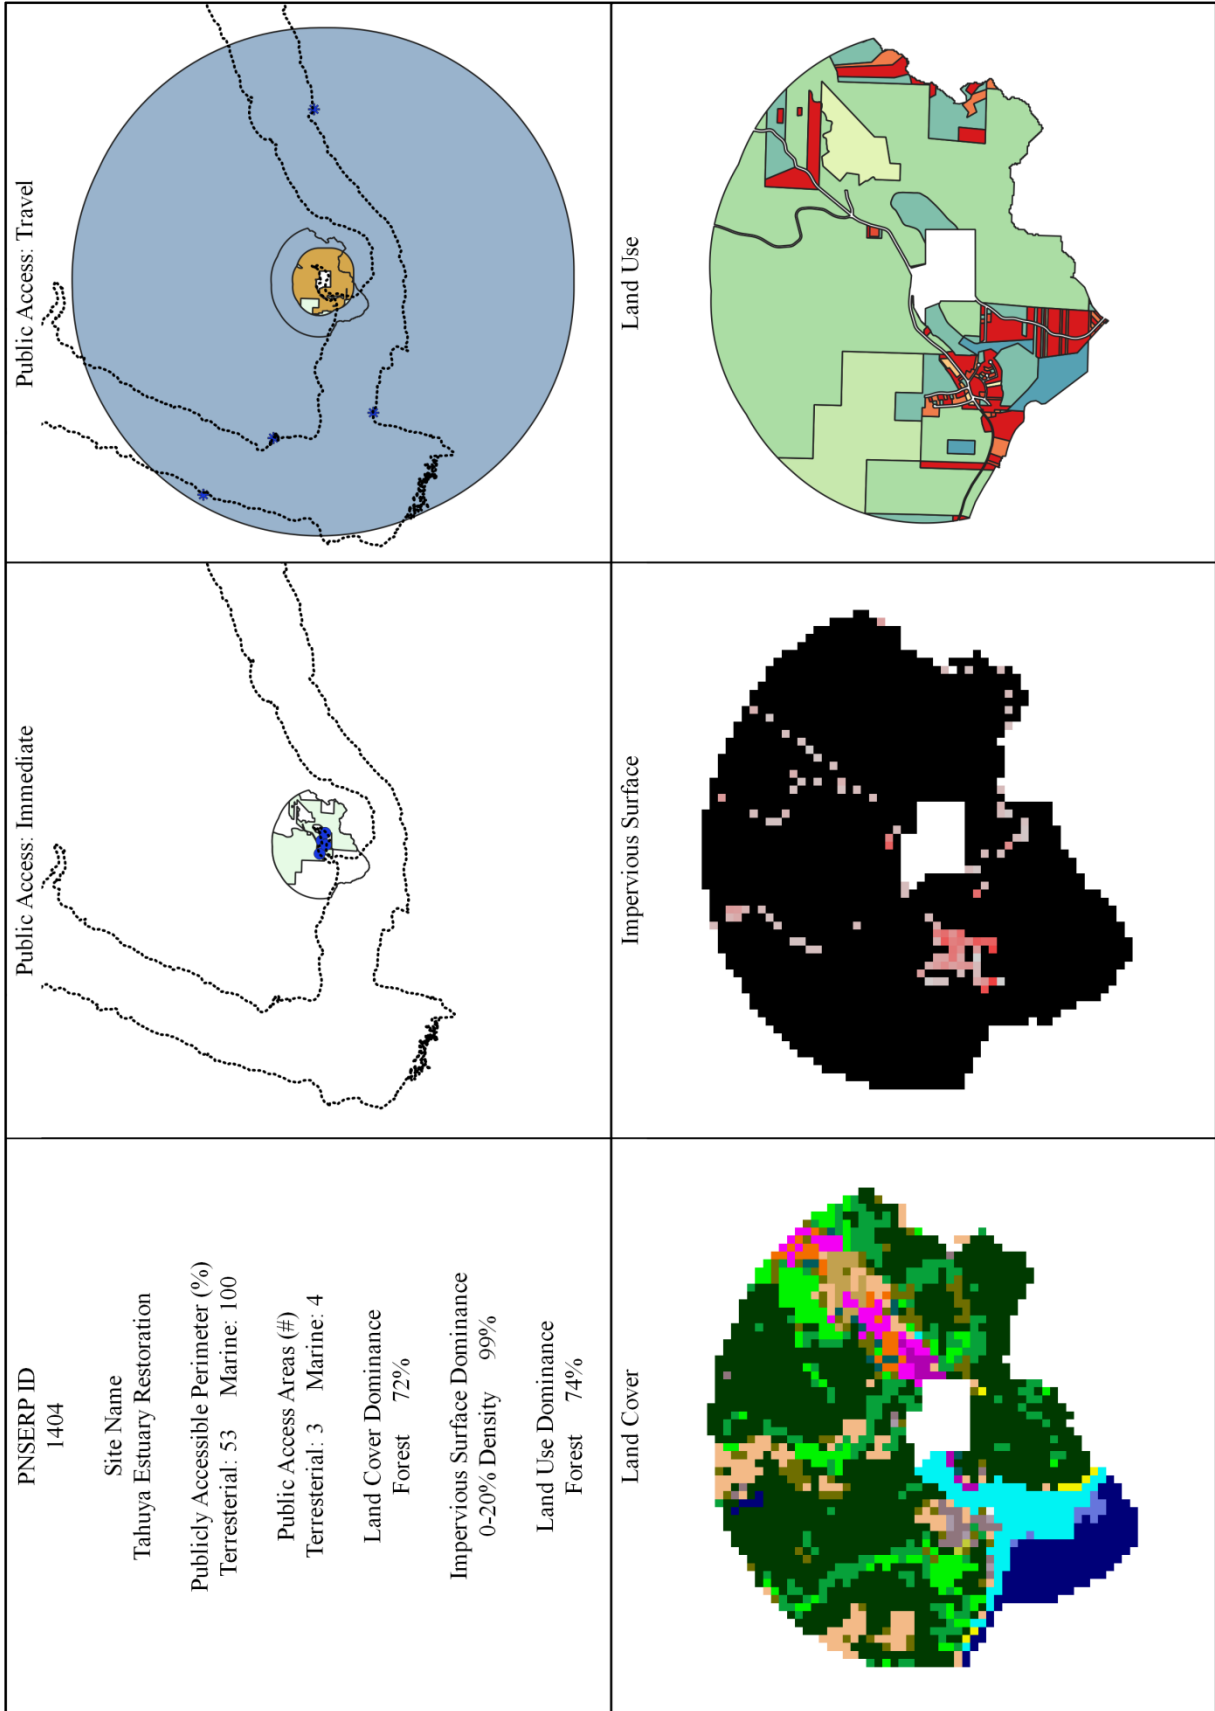 PNSERP ID
1404
Site Name
Tahuya Estuary Restoration
Publicly Accessible Perimeter (%)
Terresterial: 53 Marine: 100
Public Access Areas (#)
Terresterial: 3 Marine: 4
Land Cover Dominance
Forest 72%
Impervious Surface Dominance
0-20% Density 99%
Land Use Dominance
Forest 74%
Public Access: Immediate
Public Access: Travel
Land Cover
Impervious Surface
Land Use